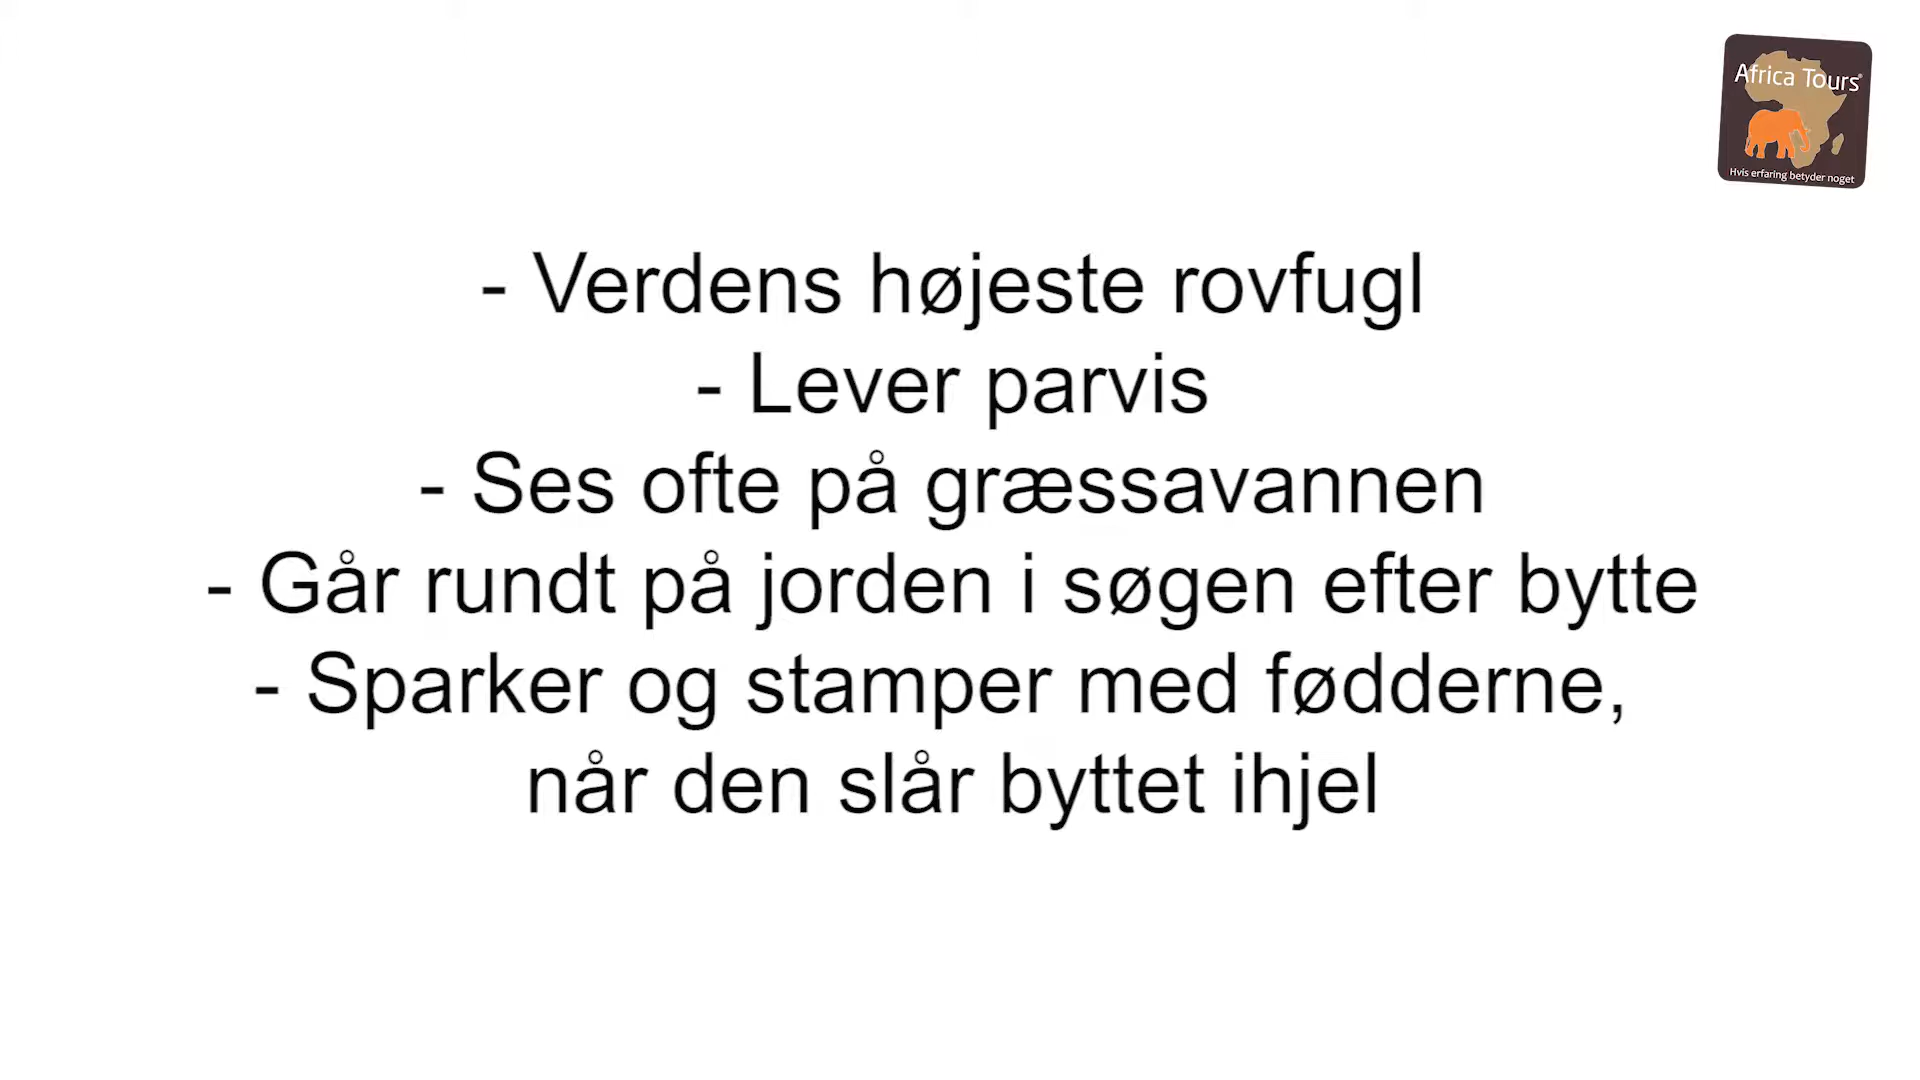 Africa Tours®
Hvis erfaring betyder noget
- Verdens højeste rovfugl
- Lever parvis
- Ses ofte på græssavannen
- Går rundt på jorden i søgen efter bytte
- Sparker og stamper med fødderne,
når den slår byttet ihjel